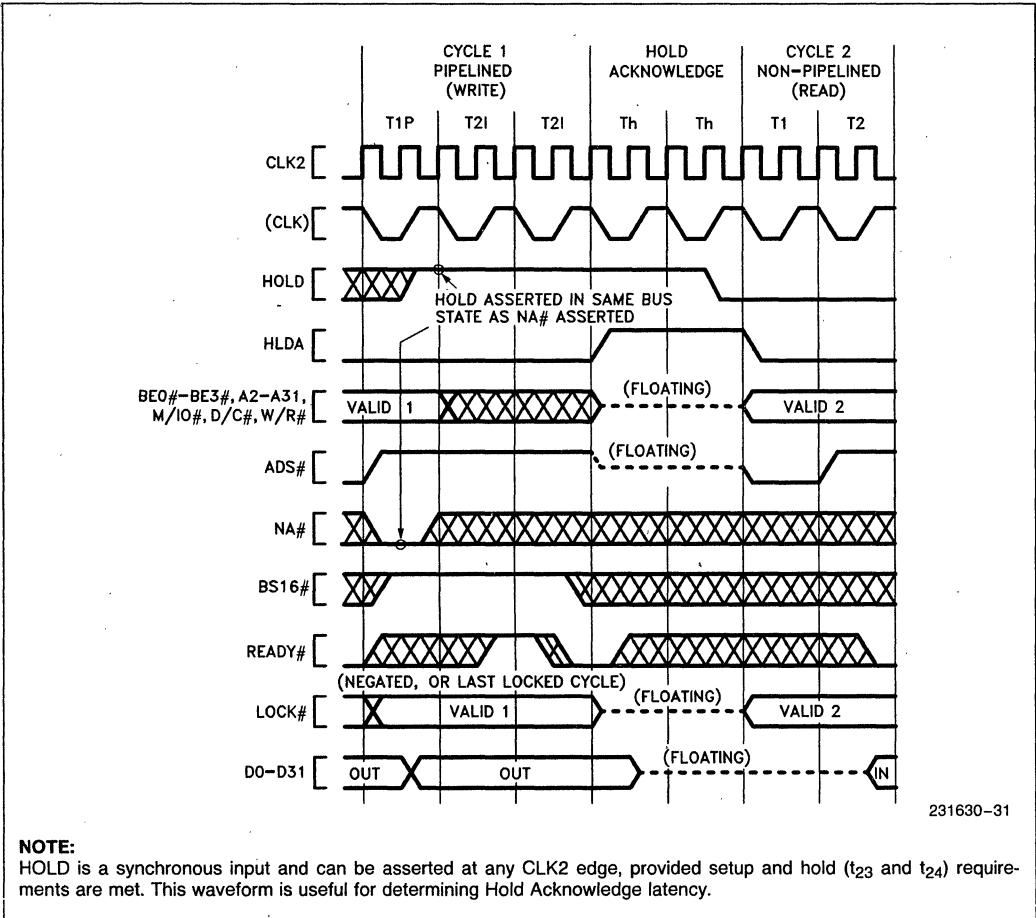 CYCLE 1
PIPELINED
(WRITE)
HOLD
ACKNOWLEDGE
CYCLE 2
NON-PIPELINED
(READ)
T1P T2I T2I Th Th T1 T2
CLK2
(CLK)
HOLD
HOLD ASSERTED IN SAME BUS
STATE AS NA# ASSERTED
HLDA
BE0#-BE3#, A2-A31,
M/IO#, D/C#, W/R#
VALID 1
(FLOATING)
VALID 2
ADS#
(FLOATING)
NA#
BS16#
READY#
(NEGATED, OR LAST LOCKED CYCLE)
LOCK#
VALID 1
(FLOATING)
VALID 2
D0-D31
OUT
OUT
(FLOATING)
IN
231630-31
NOTE:
HOLD is a synchronous input and can be asserted at any CLK2 edge, provided setup and hold (t23 and t24) require-
ments are met. This waveform is useful for determining Hold Acknowledge latency.